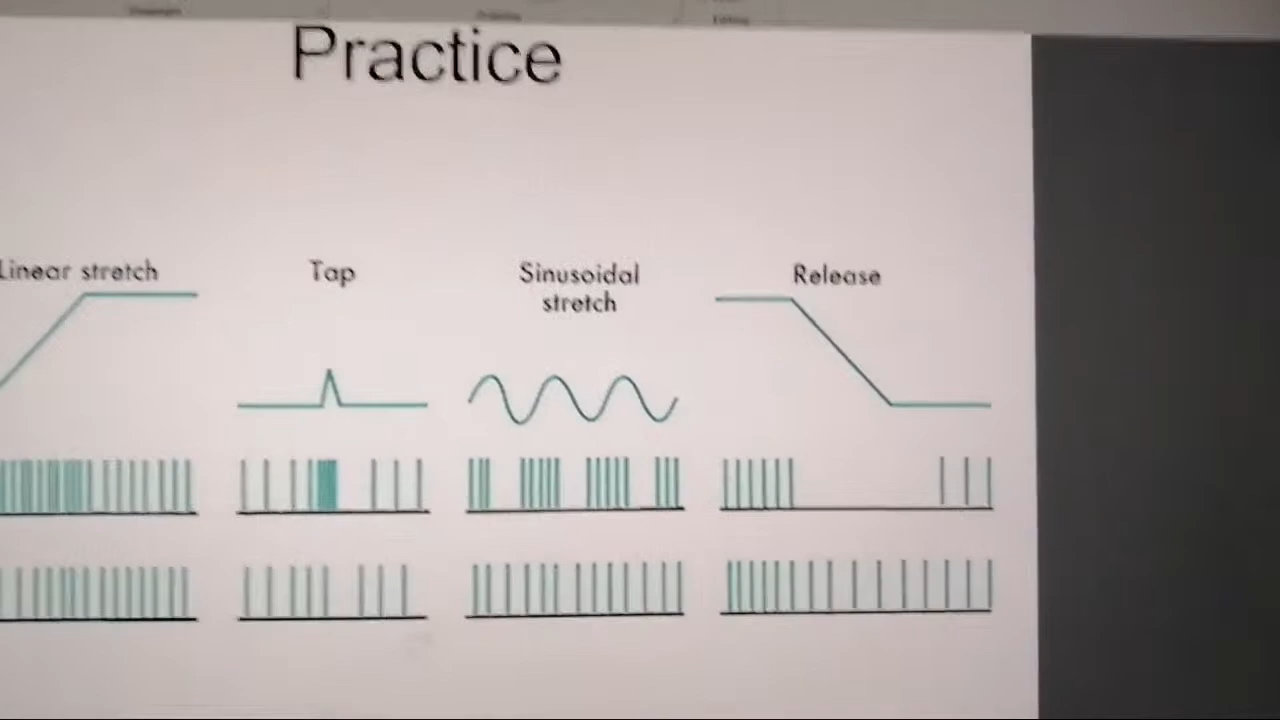 Practice
Linear stretch
Tap
Sinusoidal
stretch
Release